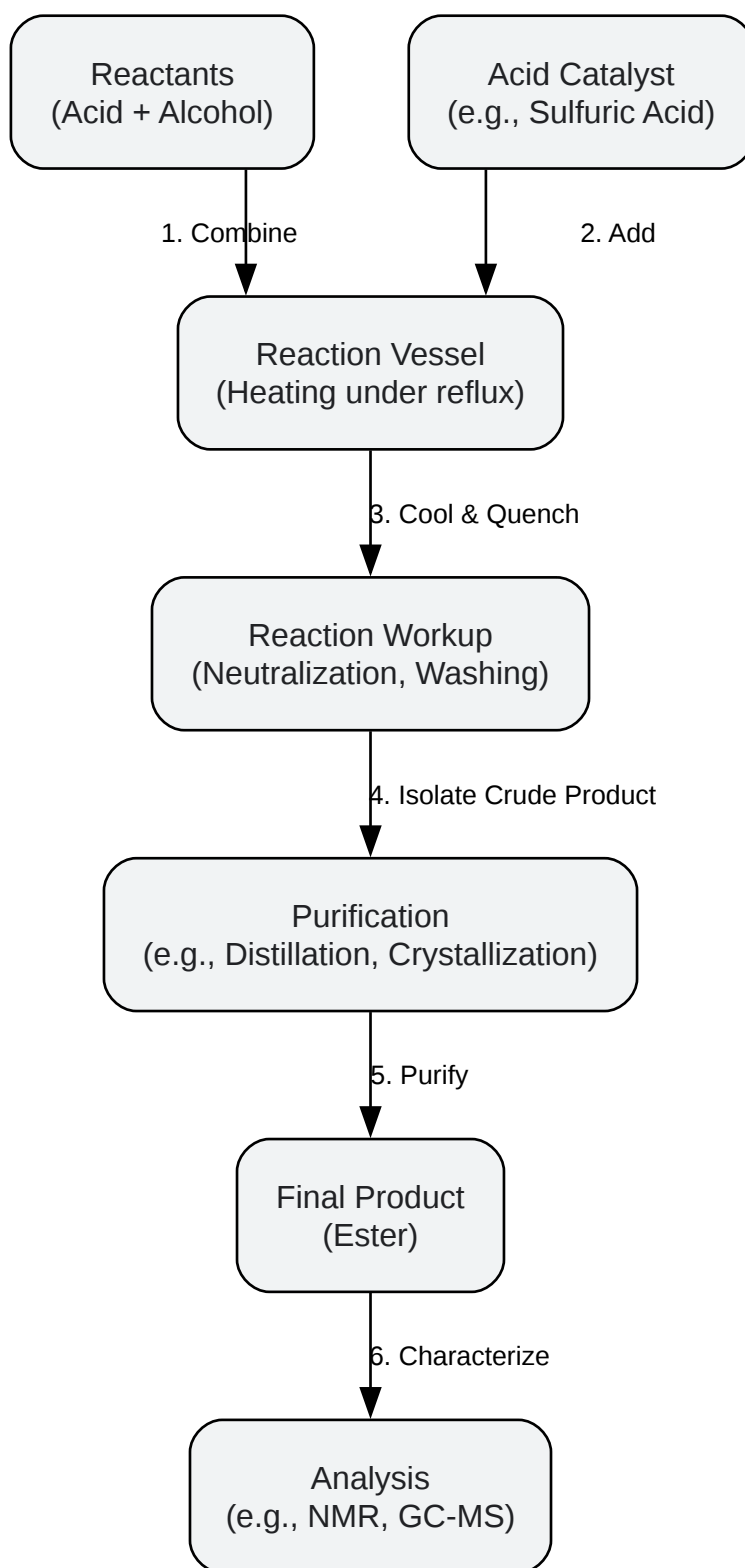 Reactants
(Acid + Alcohol)
Acid Catalyst
(e.g., Sulfuric Acid)
1. Combine
2. Add
Reaction Vessel
(Heating under reflux)
3. Cool & Quench
Reaction Workup
(Neutralization, Washing)
4. Isolate Crude Product
Purification
(e.g., Distillation, Crystallization)
5. Purify
Final Product
(Ester)
6. Characterize
Analysis
(e.g., NMR, GC-MS)